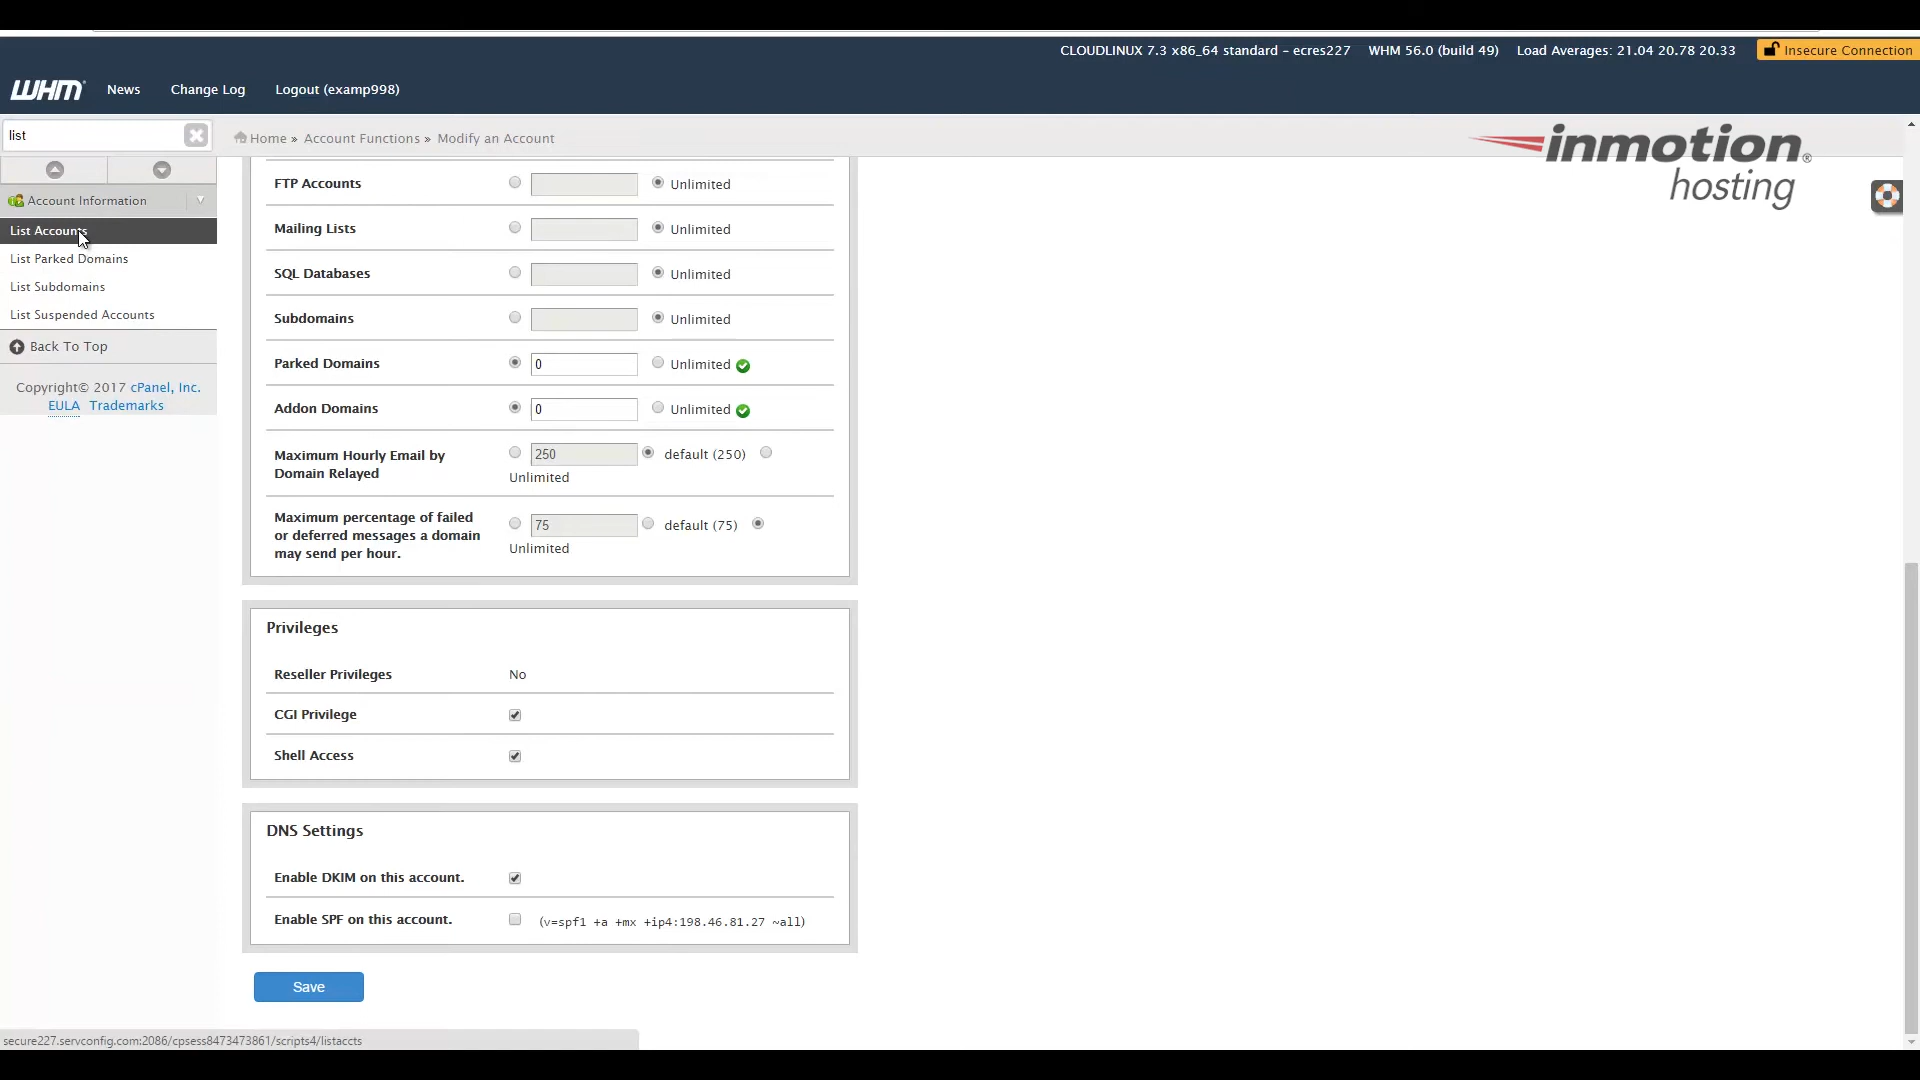 CLOUDLINUX 7.3 x86_64 standard – ecres227 WHM 56.0 (build 49) Load Averages: 21.04 20.78 20.33 Insecure Connection
WHM News Change Log Logout (examp998)
list
Home » Account Functions » Modify an Account
inmotion®
hosting
Account Information
List Accounts
List Parked Domains
List Subdomains
List Suspended Accounts
Back To Top
Copyright© 2017 cPanel, Inc.
EULA Trademarks
FTP Accounts Unlimited
Mailing Lists Unlimited
SQL Databases Unlimited
Subdomains Unlimited
Parked Domains 0 Unlimited
Addon Domains 0 Unlimited
Maximum Hourly Email by
Domain Relayed
250 default (250)
Unlimited
Maximum percentage of failed
or deferred messages a domain
may send per hour.
75 default (75)
Unlimited
Privileges
Reseller Privileges No
CGI Privilege
Shell Access
DNS Settings
Enable DKIM on this account.
Enable SPF on this account. (v=spf1 +a +mx +ip4:198.46.81.27 ~all)
Save
secure227.servconfig.com:2086/cpsess8473473861/scripts4/listaccts